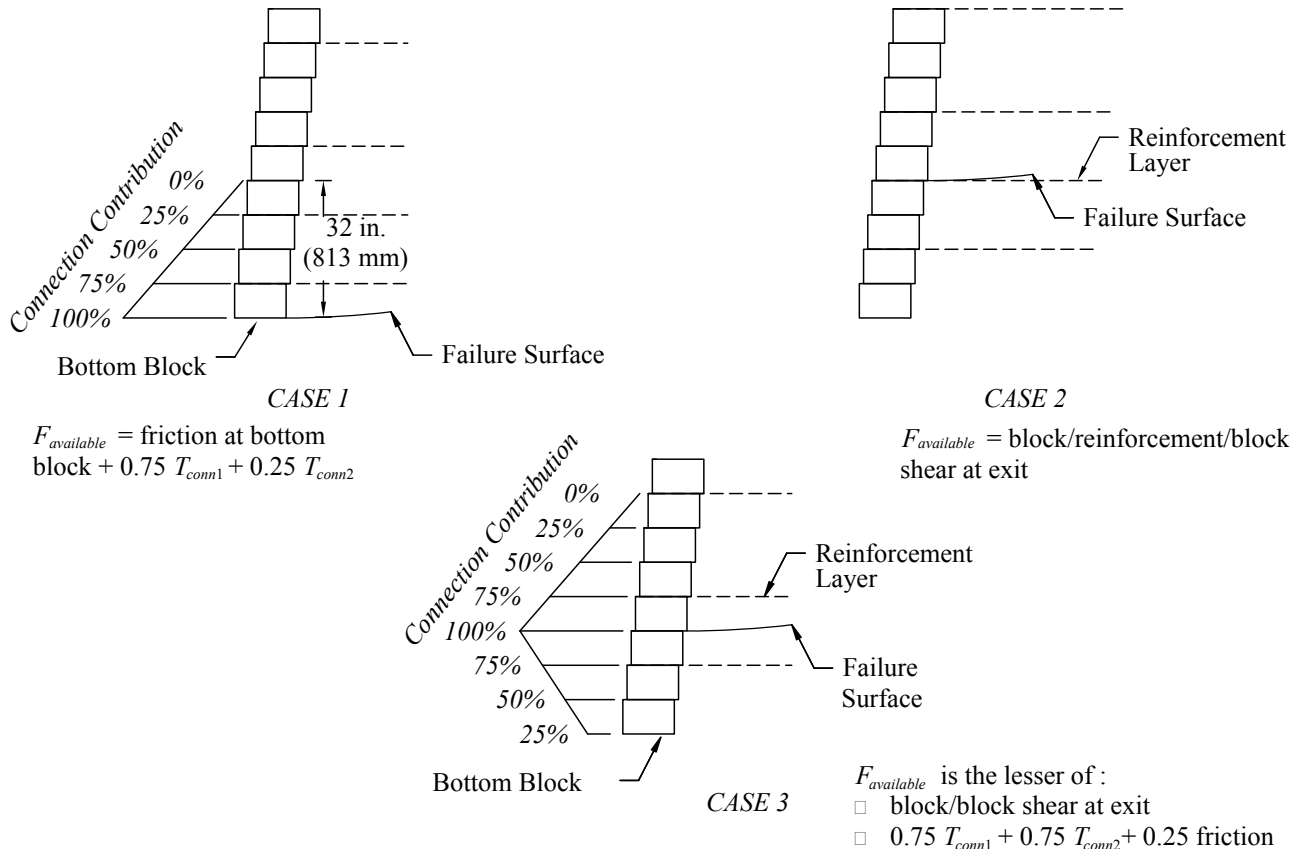 Connection Contribution
0%
25%
50%
75%
100%
32 in.
(813 mm)
Bottom Block
Failure Surface
CASE 1
F_available = friction at bottom
block + 0.75 T_conn1 + 0.25 T_conn2
Reinforcement
Layer
Failure Surface
CASE 2
F_available = block/reinforcement/block
shear at exit
Connection Contribution
0%
25%
50%
75%
100%
75%
50%
25%
Reinforcement
Layer
Failure
Surface
Bottom Block
CASE 3
F_available is the lesser of :
□ block/block shear at exit
□ 0.75 T_conn1 + 0.75 T_conn2+ 0.25 friction